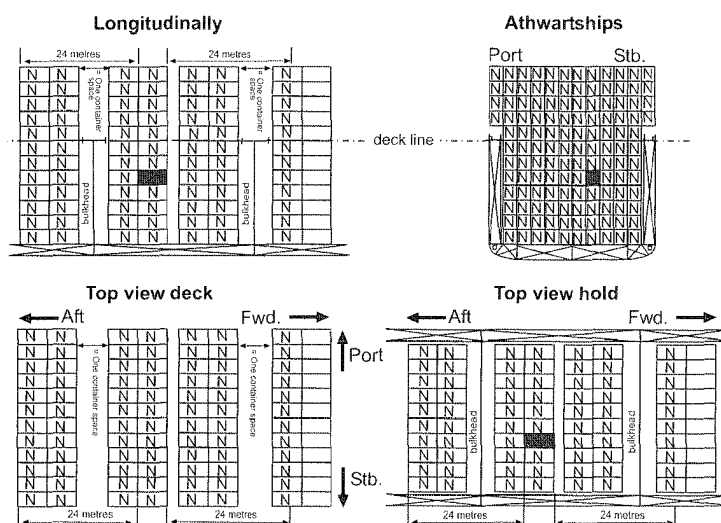 Longitudinally
24 metres
24 metres
N N N N N N N
N N N N N N N
N N N N N N N
N N N N N N N
N N N N N N N
N N N N N N N
N N N N N N N
N N N N N N
N N N N N N N
N N N N N N N
N N N N N N N
N N N N N N N
= One container
space
= One container
space
bulkhead
bulkhead
deck line
Athwartships
Port
Stb.
N N N N N N N N N N N N
N N N N N N N N N N N N
N N N N N N N N N N N N
N N N N N N N N N N N N
N N N N N N N N N N
N N N N N N N N N N
N N N N N N N N N N
N N N N N N N N N
N N N N N N N N N N
N N N N N N N N N N
N N N N N N N N N N
N N N N N N N N N N
Top view deck
Aft
Fwd.
Port
Stb.
N N N N N N N
N N N N N N N
N N N N N N N
N N N N N N N
N N N N N N N
N N N N N N N
N N N N N N N
N N N N N N N
N N N N N N N
N N N N N N N
N N N N N N N
N N N N N N N
= One container space
= One container space
24 metres
24 metres
Top view hold
Aft
Fwd.
N N N N N N N
N N N N N N N
N N N N N N N
N N N N N N N
N N N N N N N
N N N N N N N
N N N N N N
N N N N N N N
N N N N N N N
N N N N N N N
bulkhead
bulkhead
24 metres
24 metres